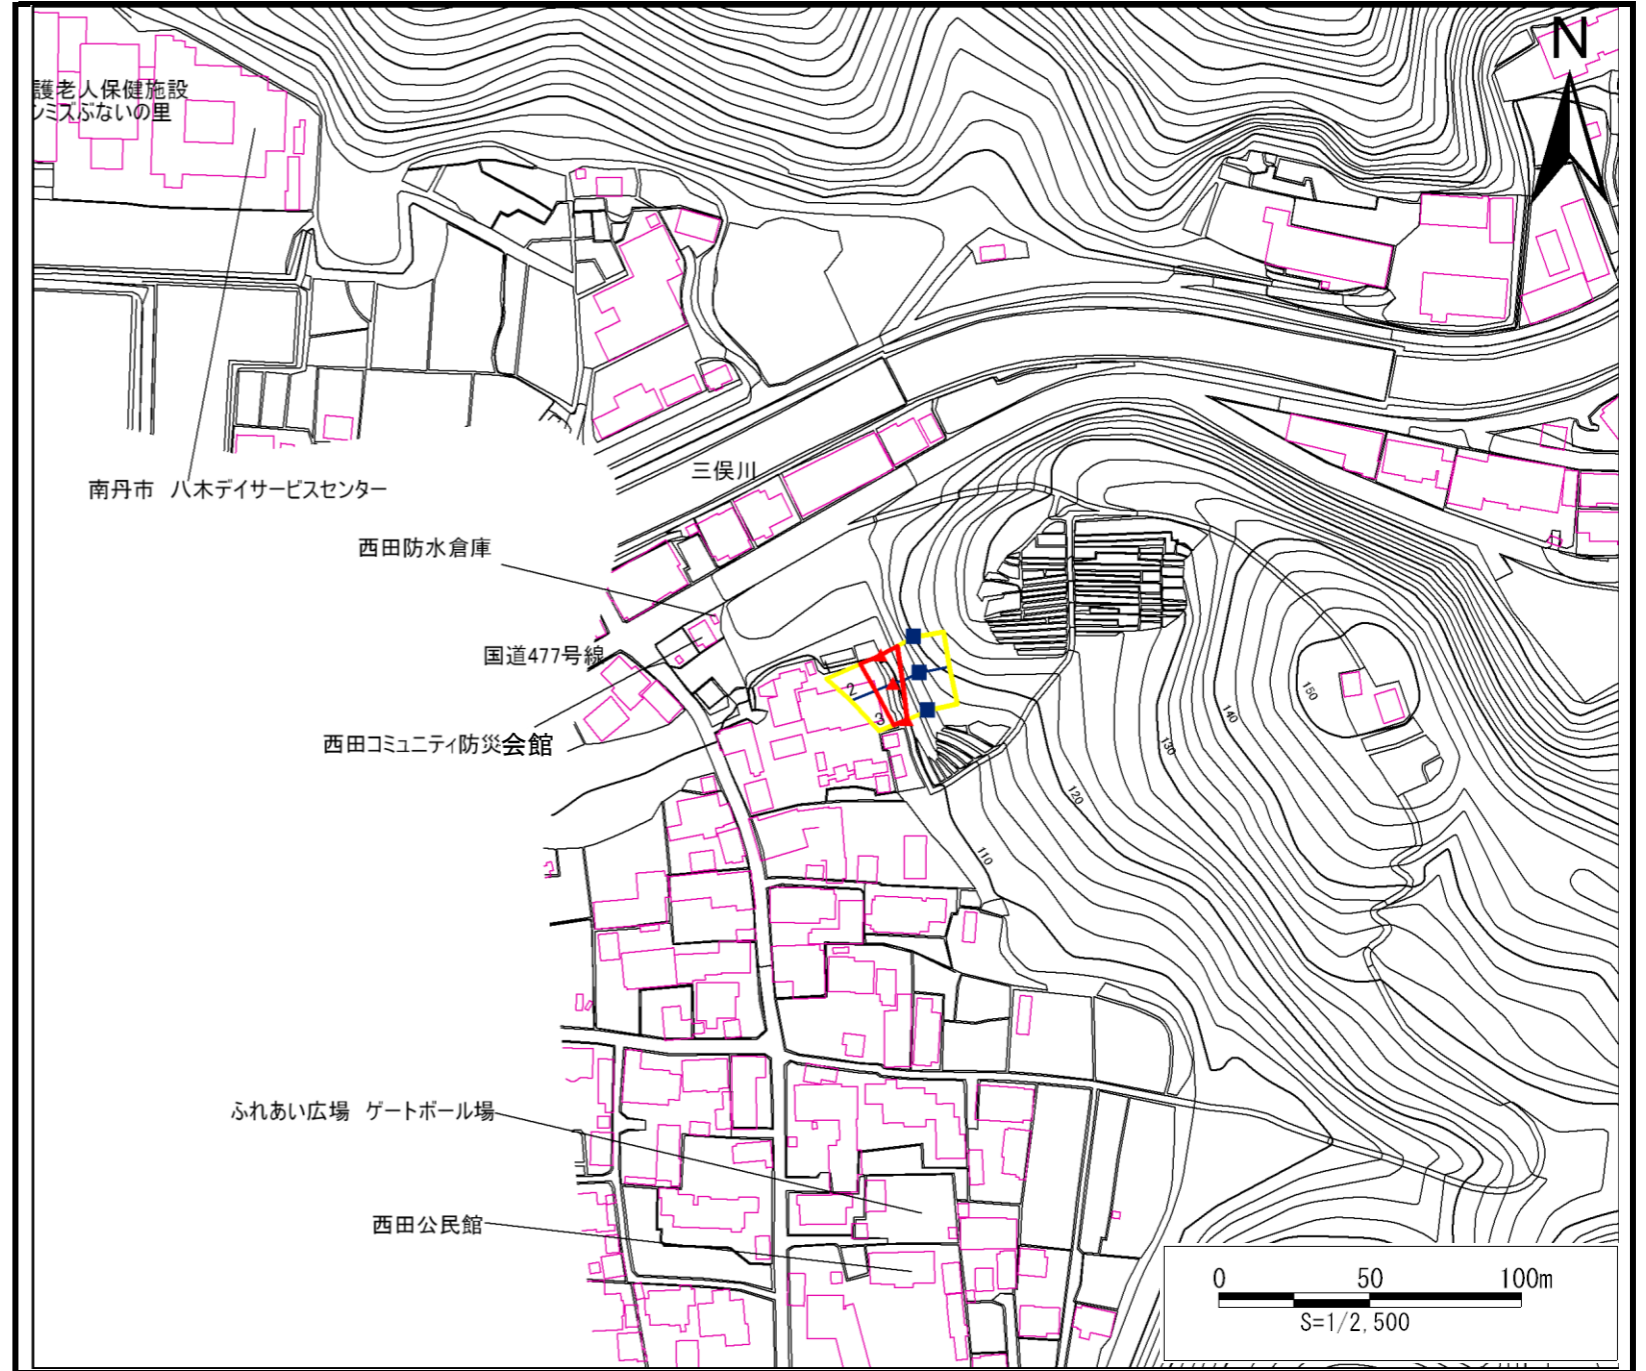 N
護老人保健施設
シミズぶないの里
三俣川
南丹市 八木デイサービスセンター
西田防水倉庫
国道477号線
2
3
150
140
130
西田コミュニティ防災会館
120
110
ふれあい広場 ゲートボール場
西田公民館
0 50 100m
S=1/2,500